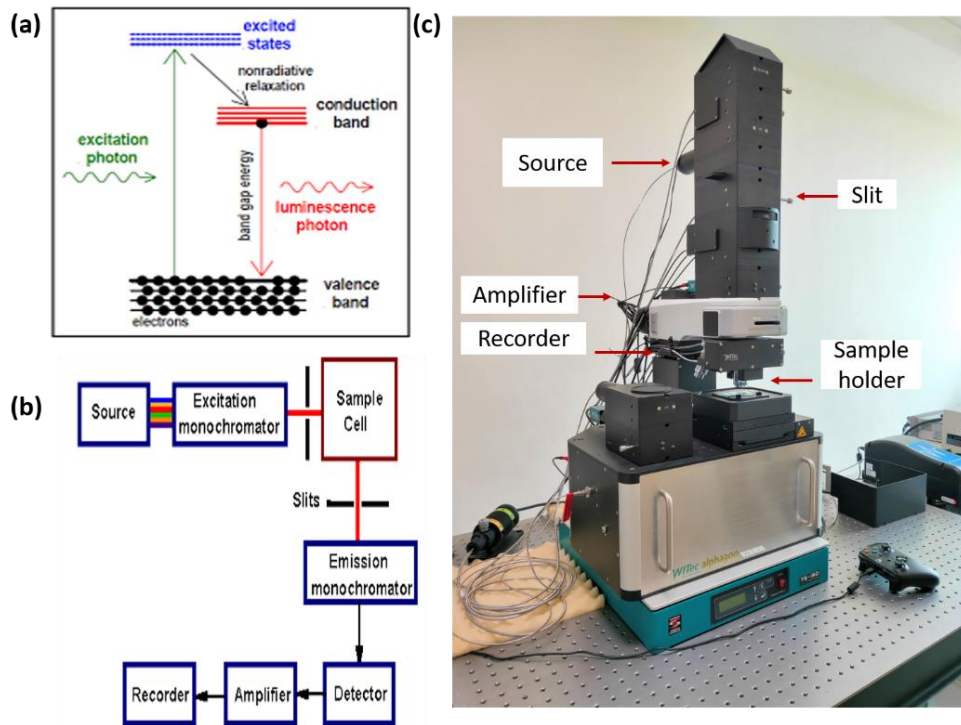 (a)
excited
states
nonradiative
relaxation
conduction
band
excitation
photon
band gap energy
luminescence
photon
valence
band
electrons
(b)
Source
Excitation
monochromator
Sample
Cell
Slits
Emission
monochromator
Detector
Amplifier
Recorder
(c)
Source
Slit
Amplifier
Recorder
Sample
holder
WITec
WITec alpha300